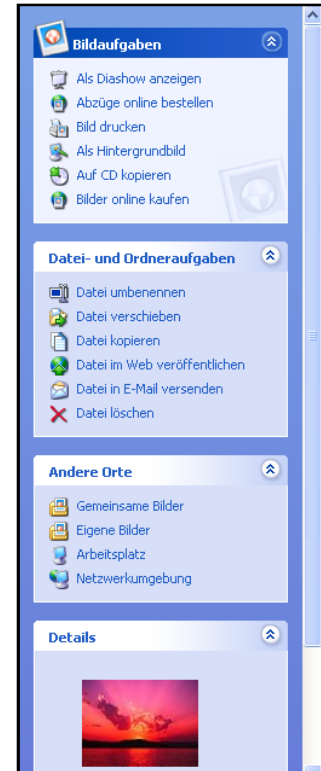 Bildaufgaben
Als Diashow anzeigen
Abzüge online bestellen
Bild drucken
Als Hintergrundbild
Auf CD kopieren
Bilder online kaufen
Datei- und Ordneraufgaben
Datei umbenennen
Datei verschieben
Datei kopieren
Datei im Web veröffentlichen
Datei in E-Mail versenden
Datei löschen
Andere Orte
Gemeinsame Bilder
Eigene Bilder
Arbeitsplatz
Netzwerkumgebung
Details